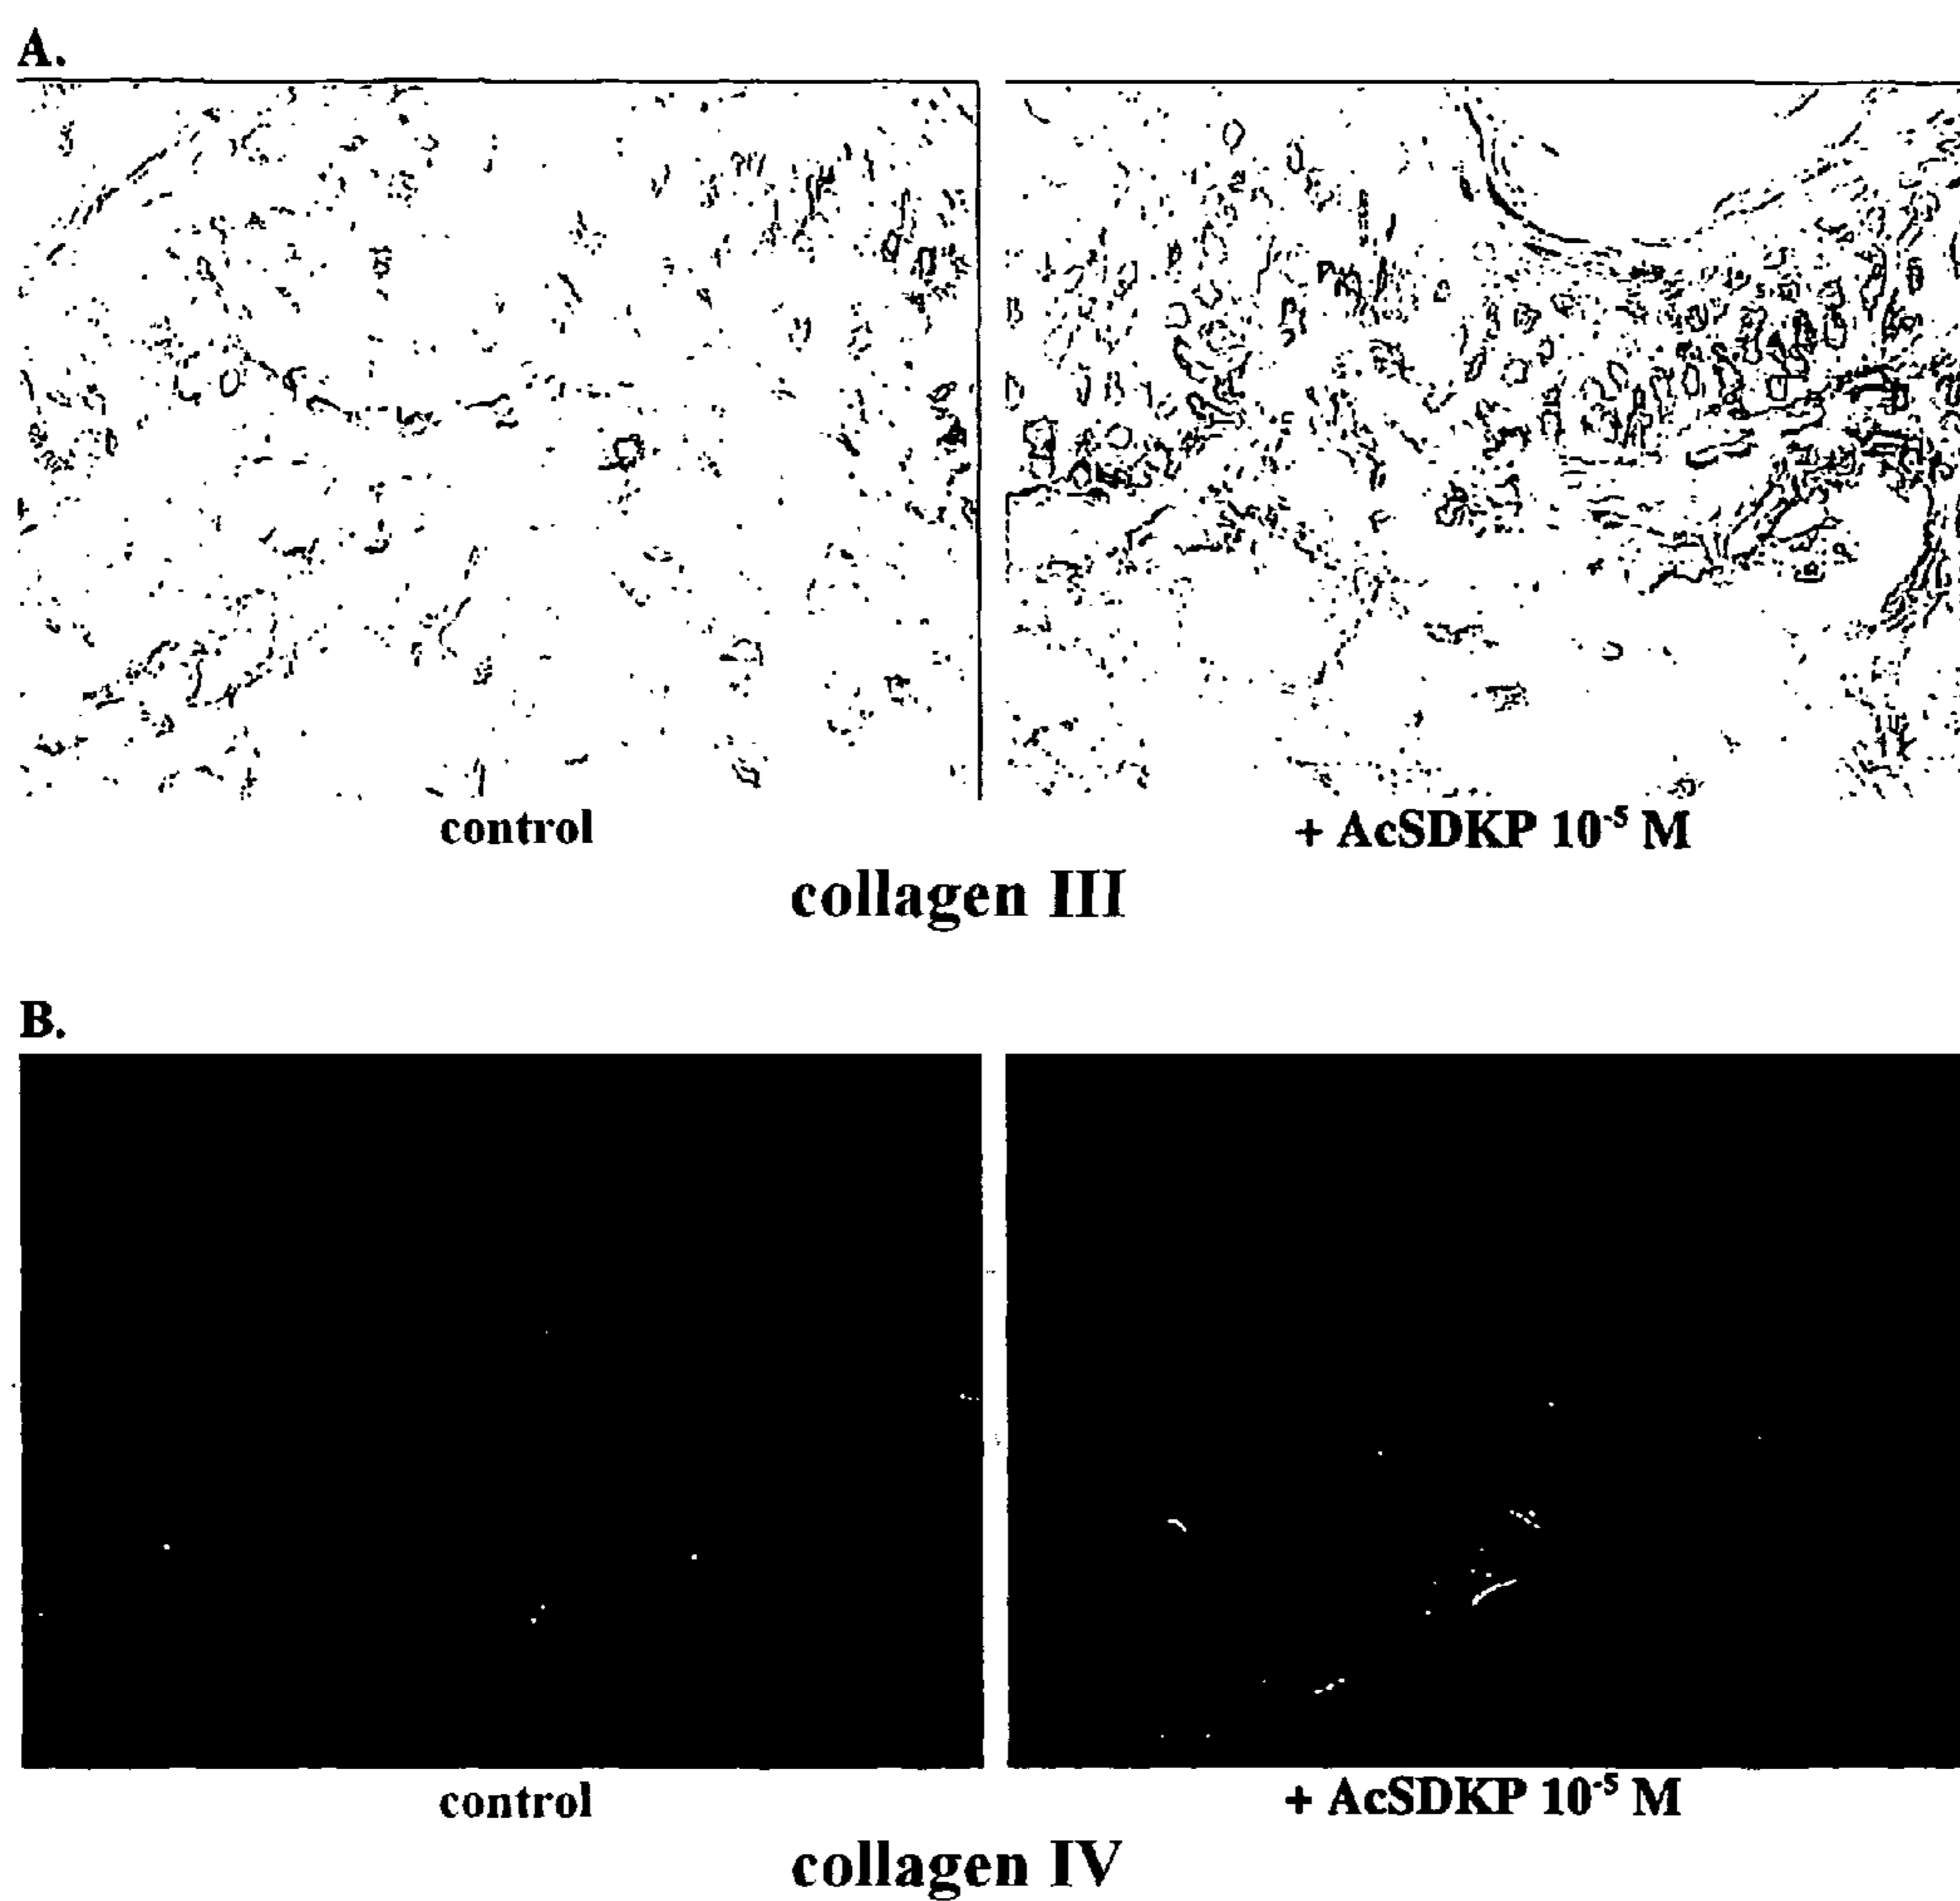 A.
control
+ AcSDKP 10⁻⁵ M
collagen III
B.
control
+ AcSDKP 10⁻⁵ M
collagen IV